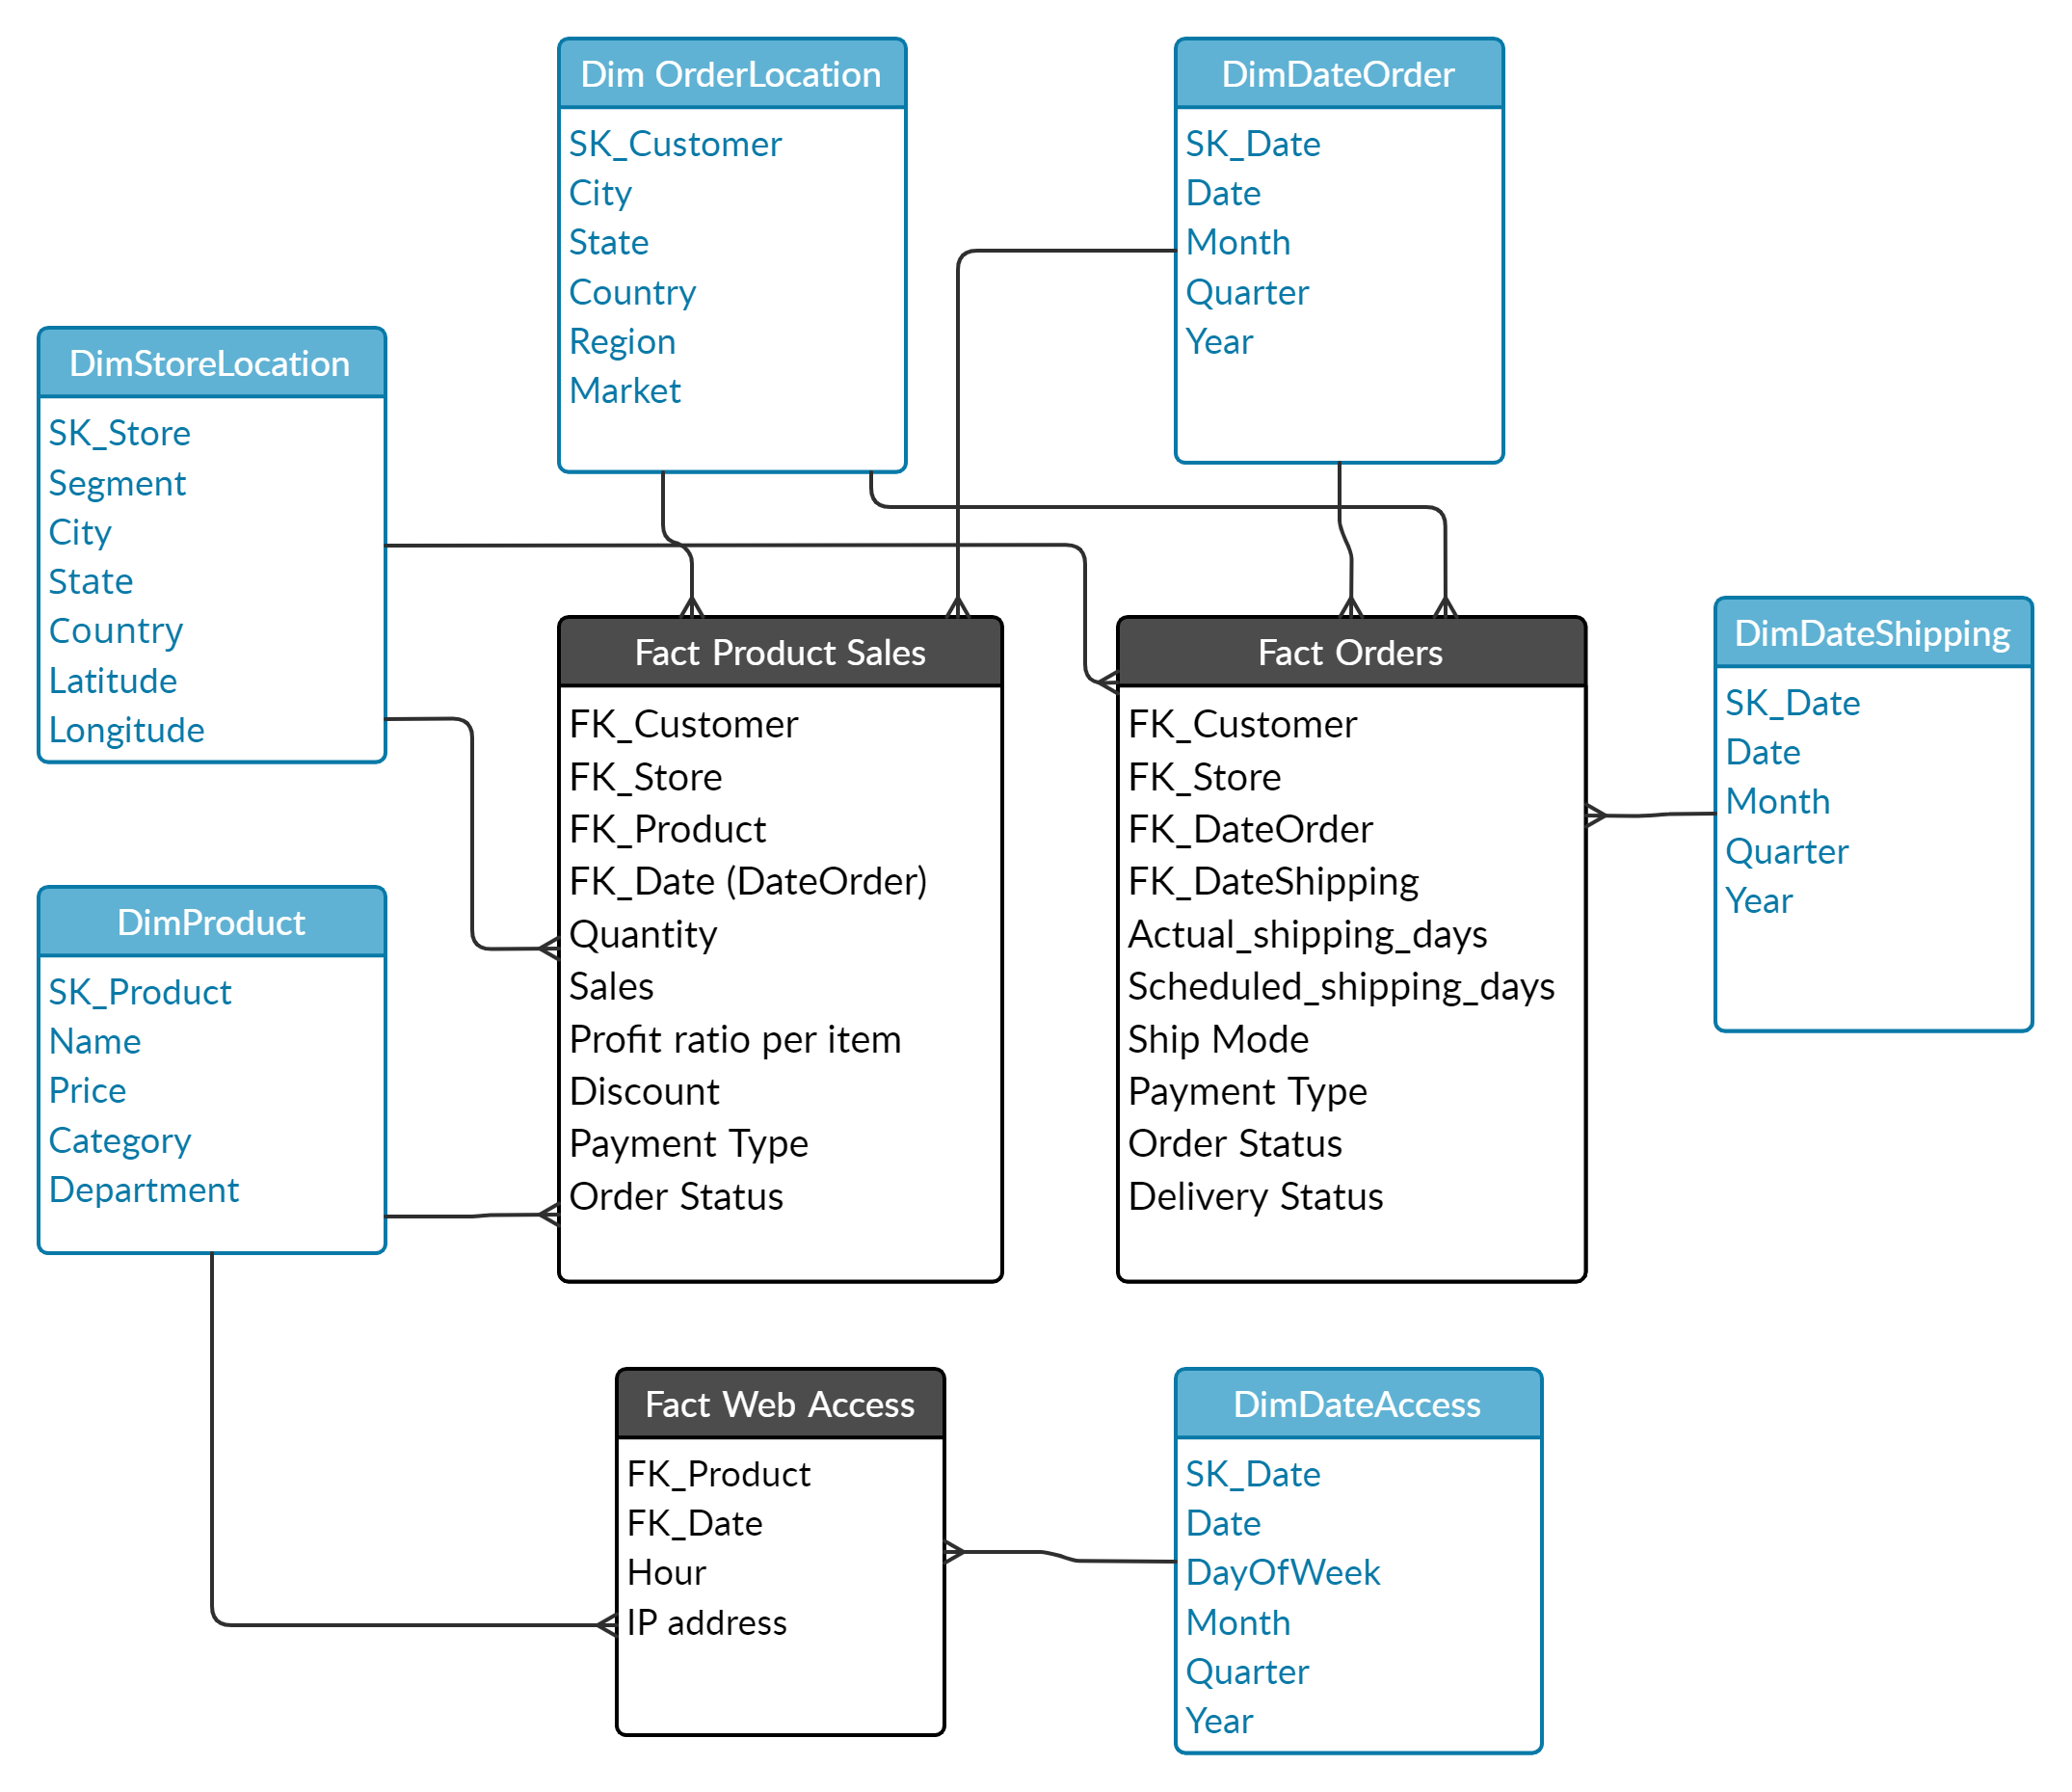 Dim OrderLocation
SK_Customer
City
State
Country
Region
Market
DimDateOrder
SK_Date
Date
Month
Quarter
Year
DimStoreLocation
SK_Store
Segment
City
State
Country
Latitude
Longitude
Fact Product Sales
FK_Customer
FK_Store
FK_Product
FK_Date (DateOrder)
Quantity
Sales
Profit ratio per item
Discount
Payment Type
Order Status
Fact Orders
FK_Customer
FK_Store
FK_DateOrder
FK_DateShipping
Actual_shipping_days
Scheduled_shipping_days
Ship Mode
Payment Type
Order Status
Delivery Status
DimDateShipping
SK_Date
Date
Month
Quarter
Year
DimProduct
SK_Product
Name
Price
Category
Department
Fact Web Access
FK_Product
FK_Date
Hour
IP address
DimDateAccess
SK_Date
Date
DayOfWeek
Month
Quarter
Year